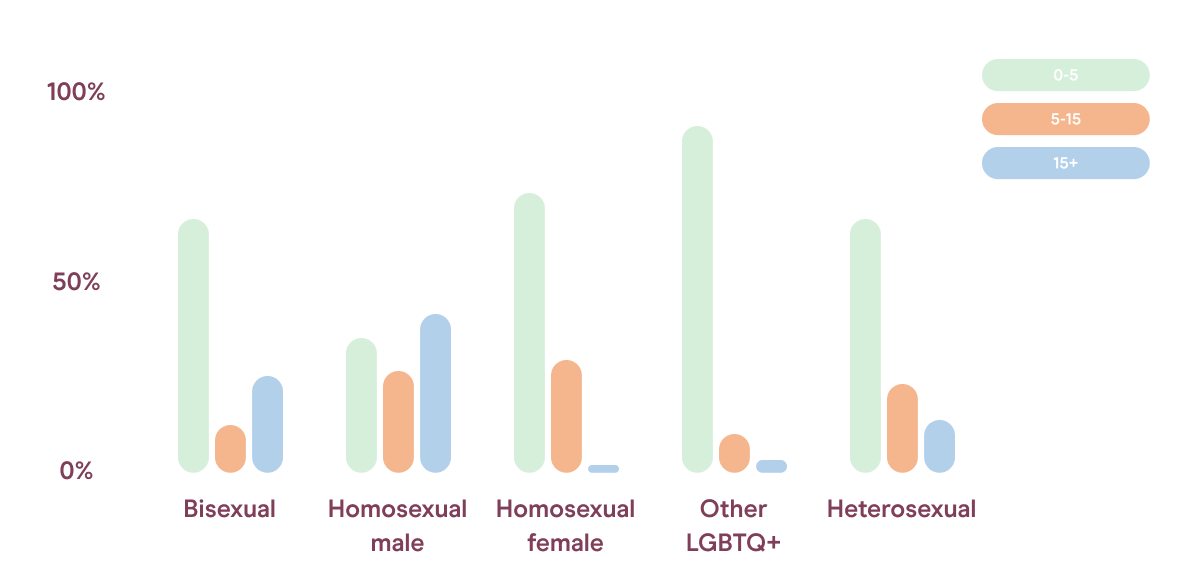 100%
50%
0%
0-5
5-15
15+
Bisexual
Homosexual
male
Homosexual
female
Other
LGBTQ+
Heterosexual